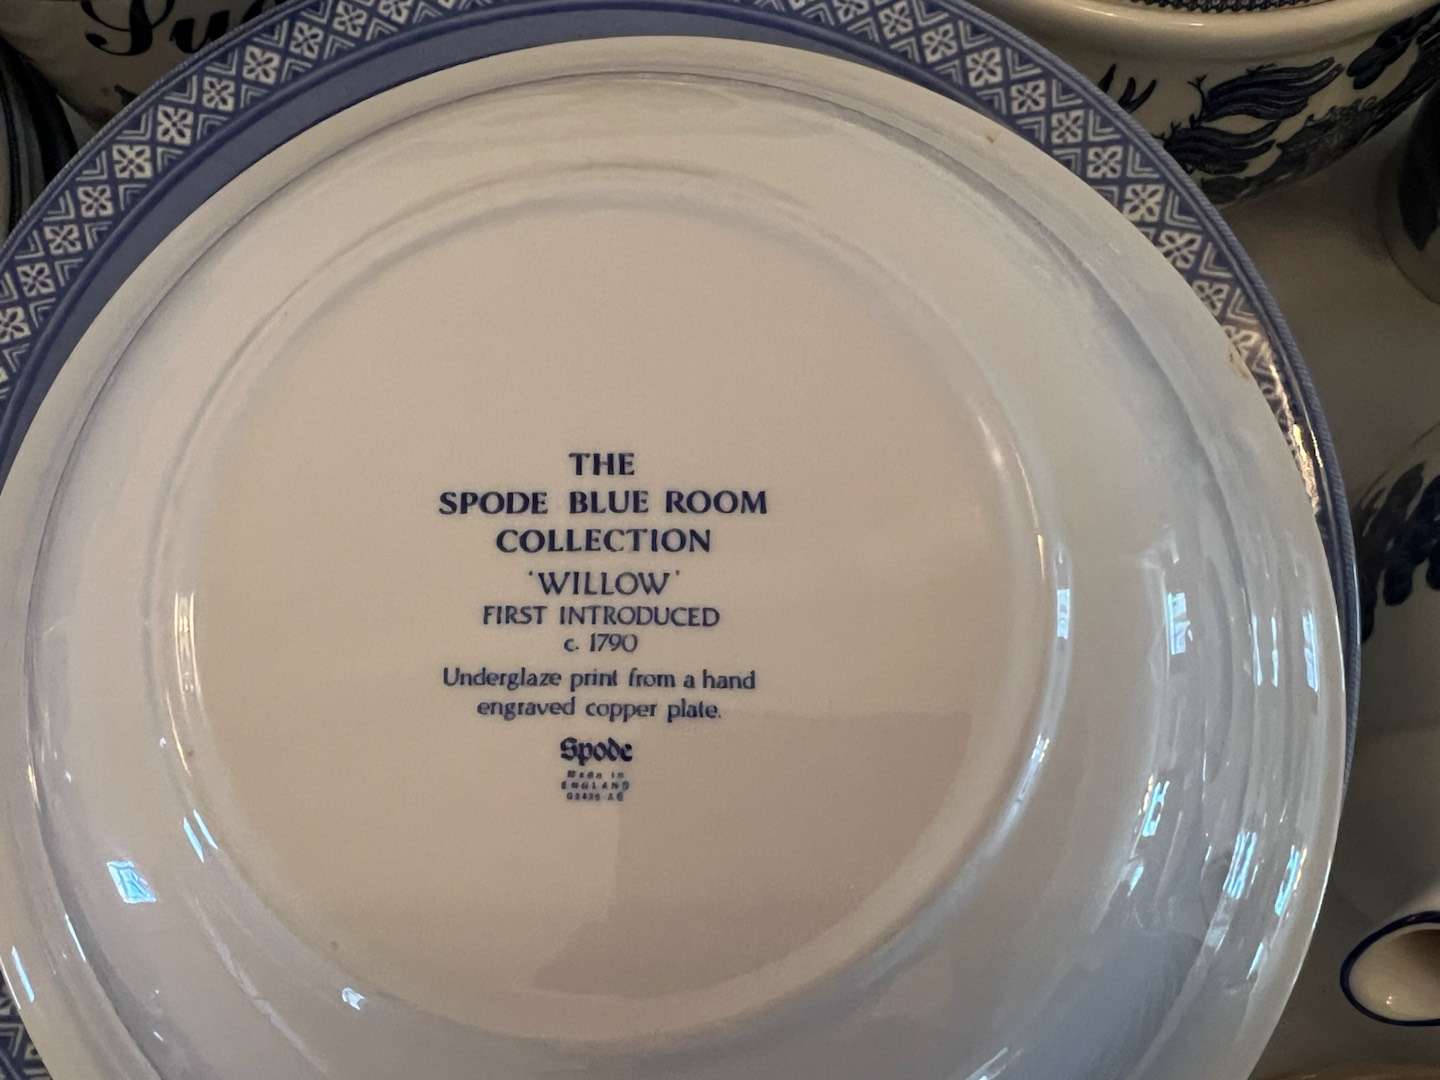 THE
SPODE BLUE ROOM
COLLECTION
'WILLOW'
FIRST INTRODUCED
c. 1790
Underglaze print from a hand
engraved copper plate.
Spode
Made in
ENGLAND